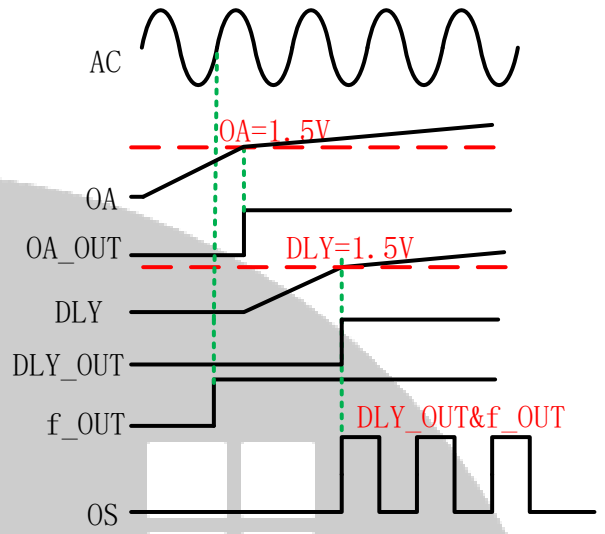 AC
OA=1.5V
OA
OA_OUT
DLY=1.5V
DLY
DLY_OUT
f_OUT
DLY_OUT&f_OUT
OS